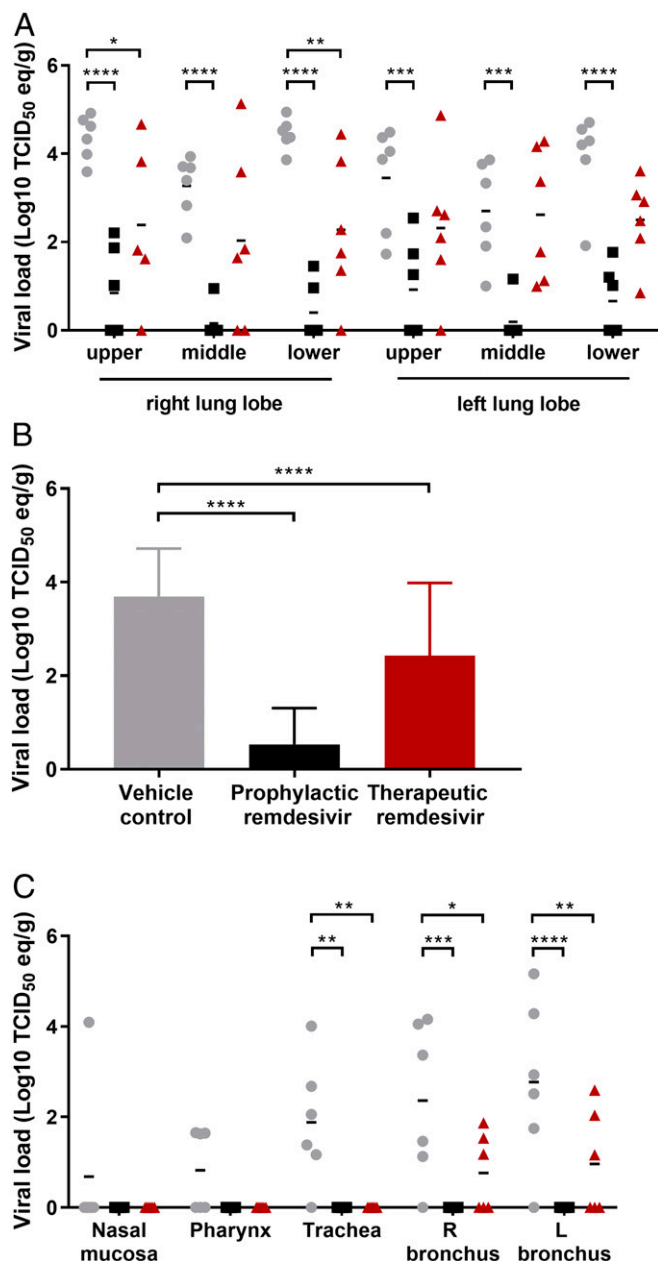 A
Viral load (Log10 TCID50 eq/g)
6
4
2
0
* **
**** **** **** *** *** ****
upper middle lower upper middle lower
right lung lobe left lung lobe
B
Viral load (Log10 TCID50 eq/g)
6
4
2
0
****
****
Vehicle Prophylactic Therapeutic
control remdesivir remdesivir
C
Viral load (Log10 TCID50 eq/g)
6
4
2
0
** * **
** *** ****
Nasal Pharynx Trachea R L
mucosa bronchus bronchus